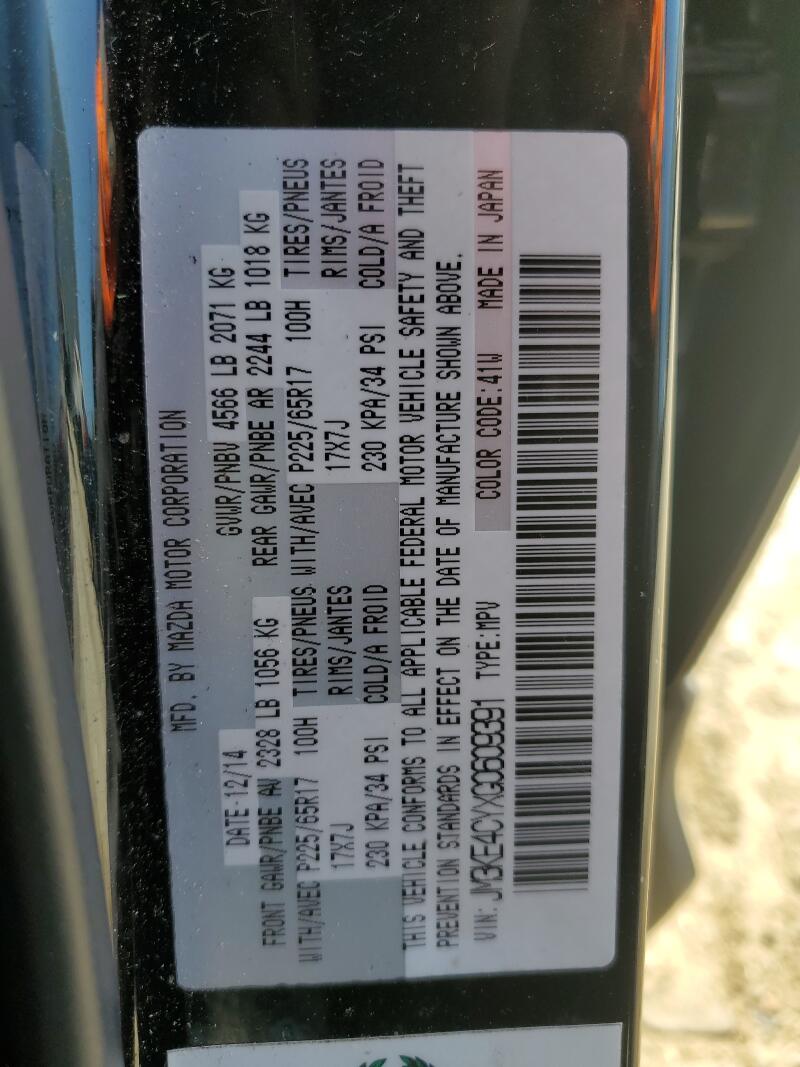 MFD. BY MAZDA MOTOR CORPORATION
DATE·12/14 GVWR/PNBV 4566 LB 2071 KG
FRONT GAWR/PNBE AV 2328 LB 1056 KG REAR GAWR/PNBE AR 2244 LB 1018 KG
WITH/AVEC P225/65R17 100H TIRES/PNEUS WITH/AVEC P225/65R17 100H TIRES/PNEUS
17X7J RIMS/JANTES 17X7J RIMS/JANTES
230 KPA/34 PSI COLD/A FROID 230 KPA/34 PSI COLD/A FROID
THIS VEHICLE CONFORMS TO ALL APPLICABLE FEDERAL MOTOR VEHICLE SAFETY AND THEFT
PREVENTION STANDARDS IN EFFECT ON THE DATE OF MANUFACTURE SHOWN ABOVE.
VIN: JM3KE4CYXG0609391 TYPE:MPV COLOR CODE:41W MADE IN JAPAN